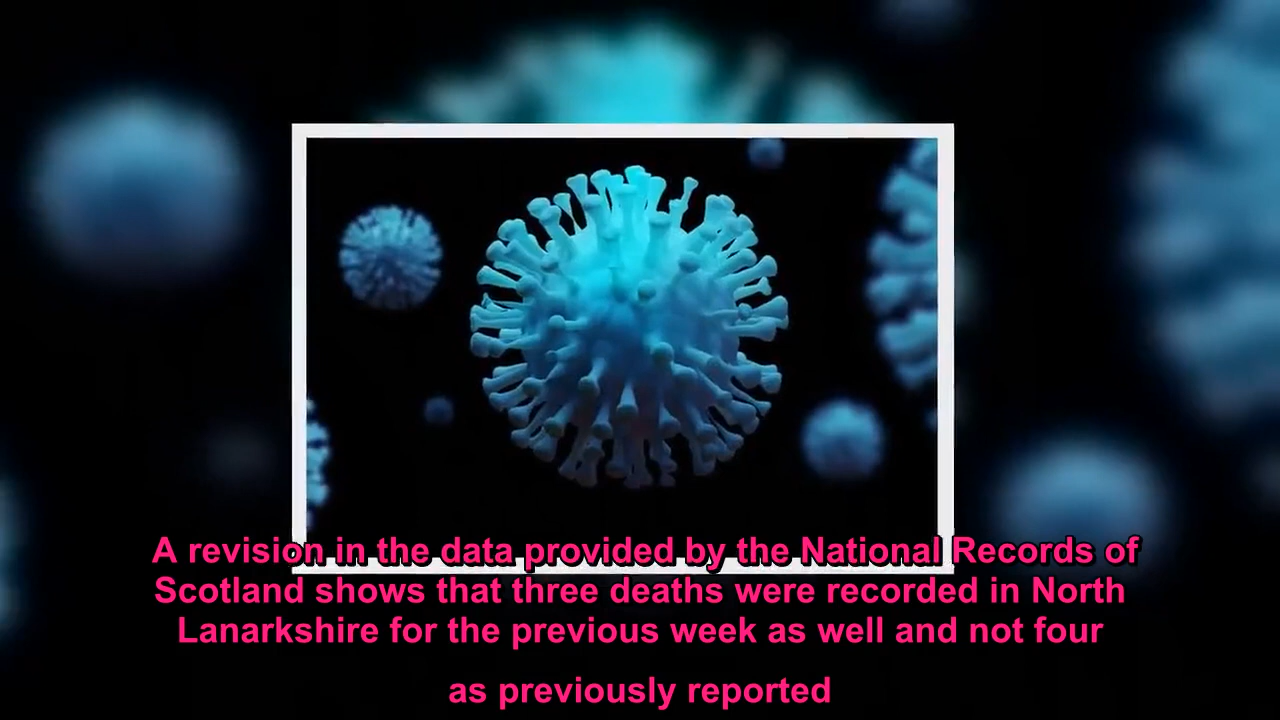 A revision in the data provided by the National Records of
Scotland shows that three deaths were recorded in North
Lanarkshire for the previous week as well and not four
as previously reported